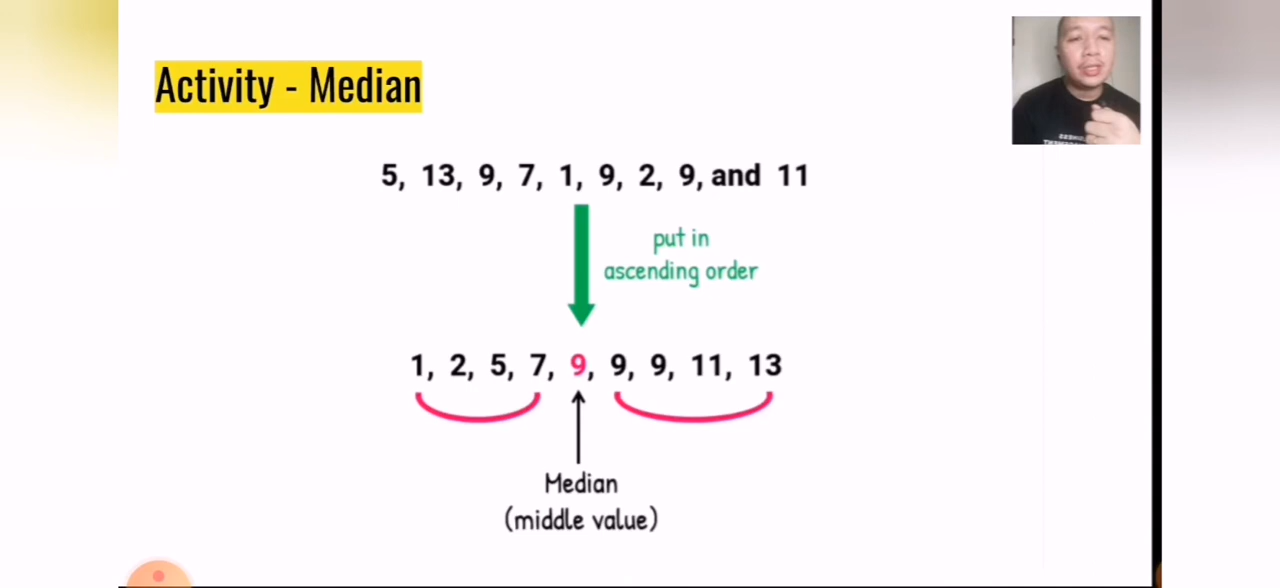 Activity - Median
5, 13, 9, 7, 1, 9, 2, 9, and 11
put in
ascending order
1, 2, 5, 7, 9, 9, 9, 11, 13
Median
(middle value)